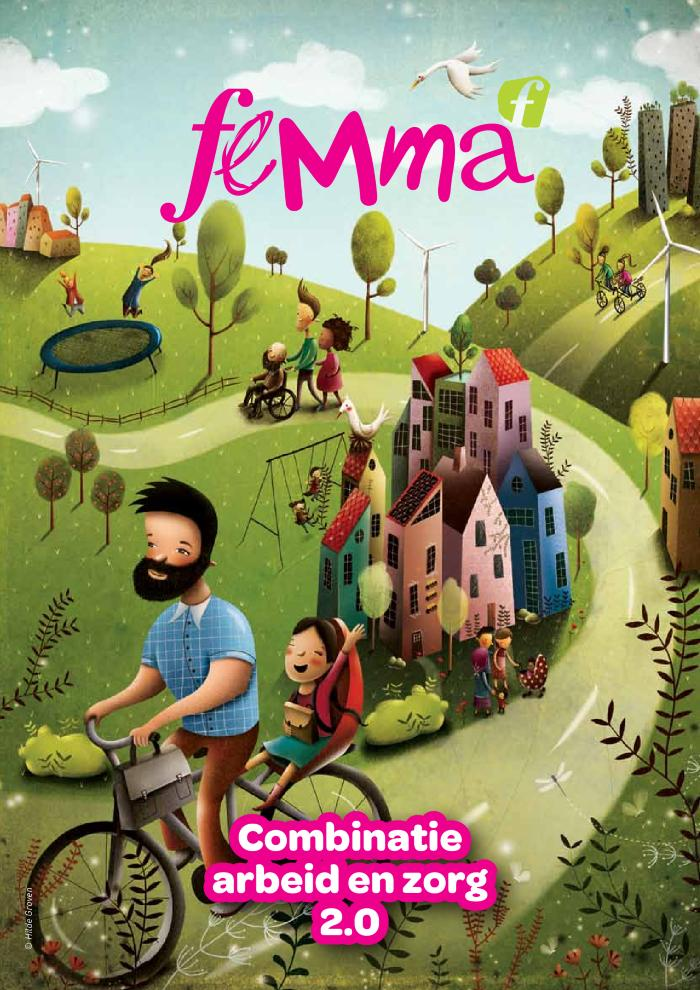 femma
f
Combinatie
arbeid en zorg
2.0
© Hilde Groven